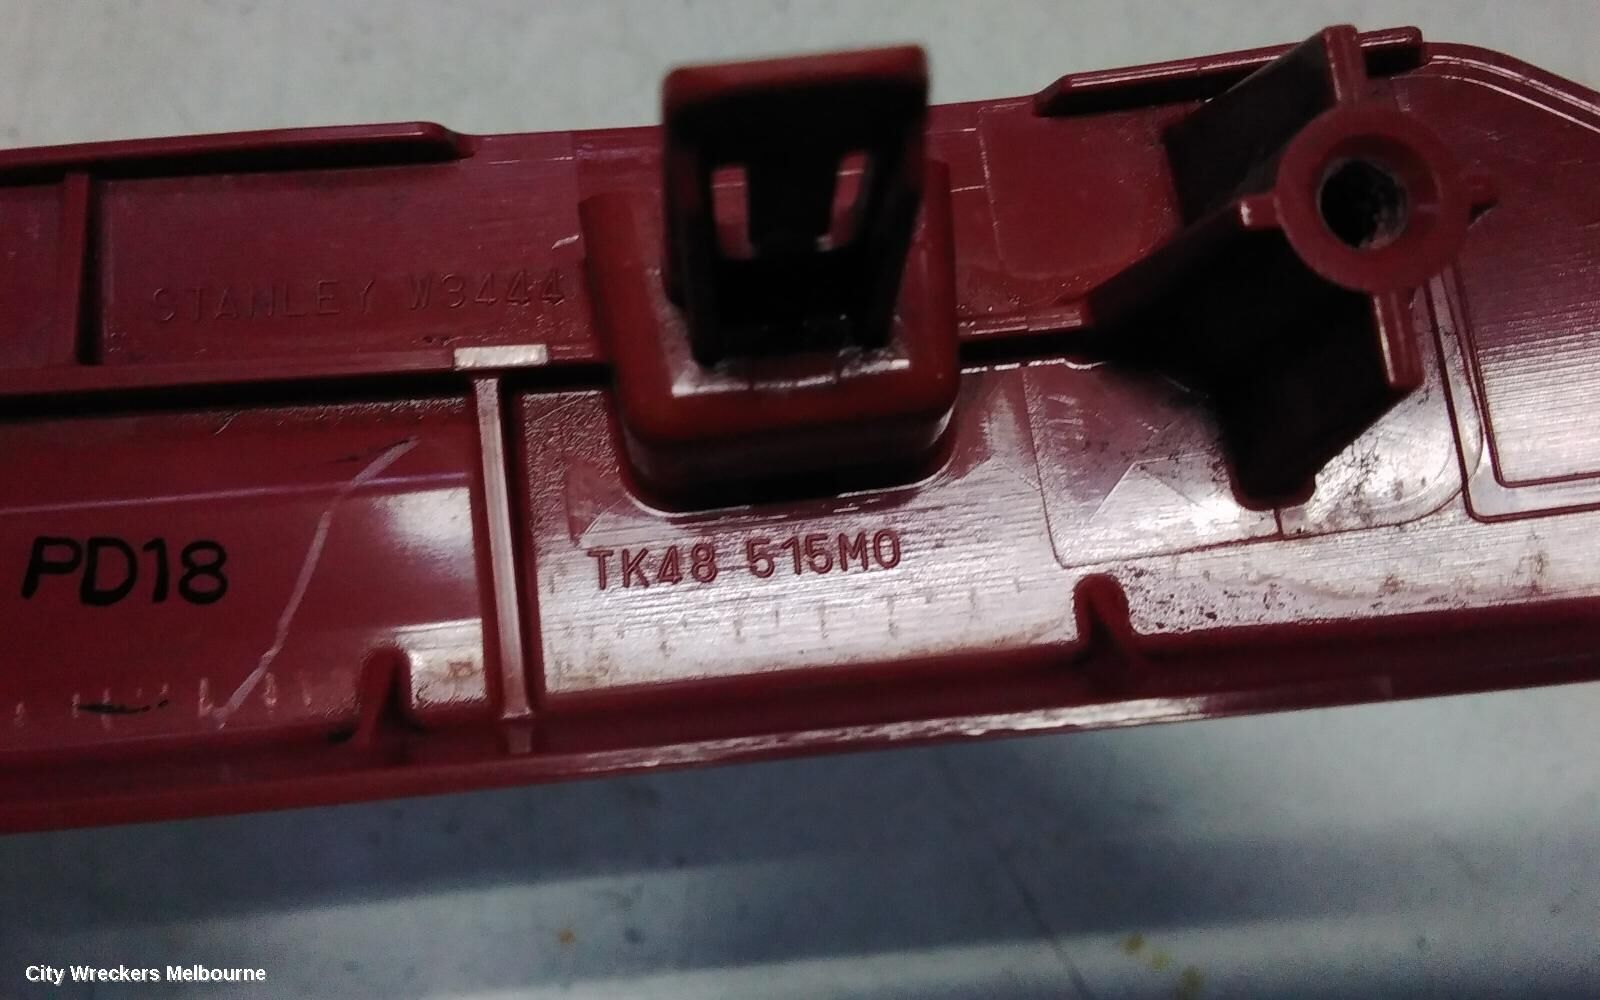 STANLEY W3444
PD18
TK48 515M0
City Wreckers Melbourne